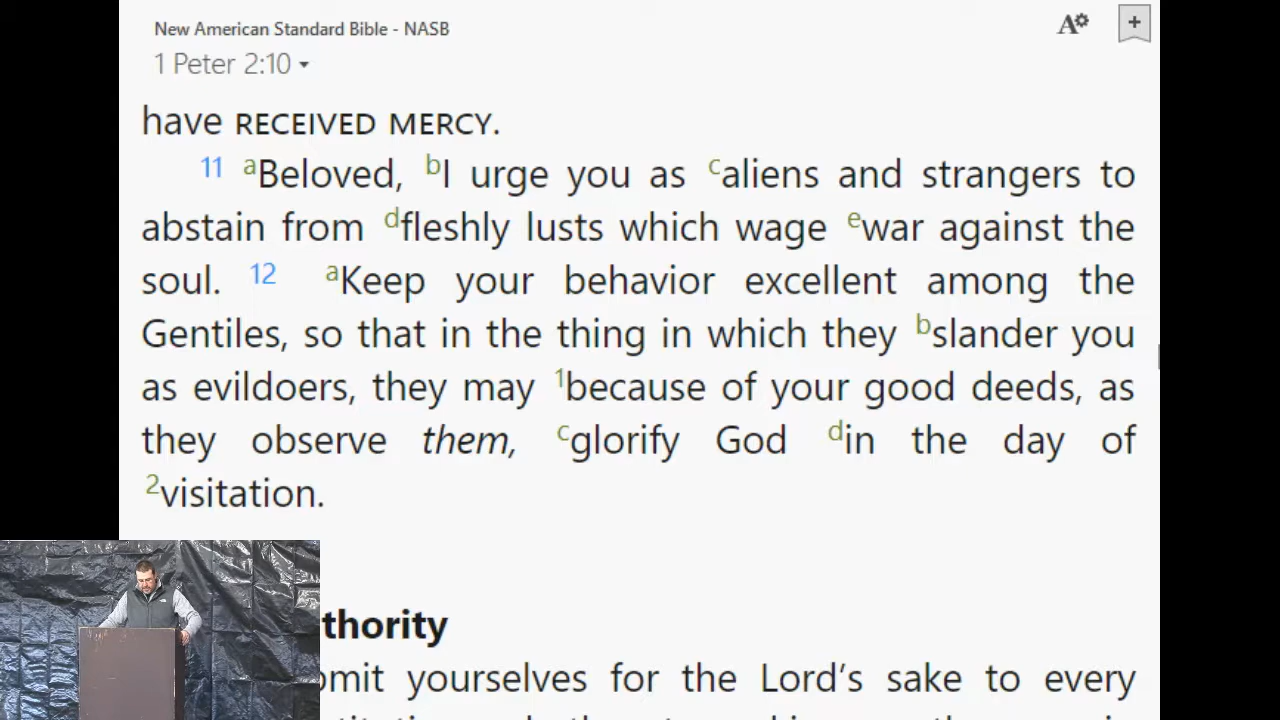 New American Standard Bible - NASB
1 Peter 2:10
have RECEIVED MERCY.
11 aBeloved, bI urge you as caliens and strangers to
abstain from dfleshly lusts which wage ewar against the
soul. 12 aKeep your behavior excellent among the
Gentiles, so that in the thing in which they bslander you
as evildoers, they may 1because of your good deeds, as
they observe them, cglorify God din the day of
2visitation.
thority
mit yourselves for the Lord's sake to every